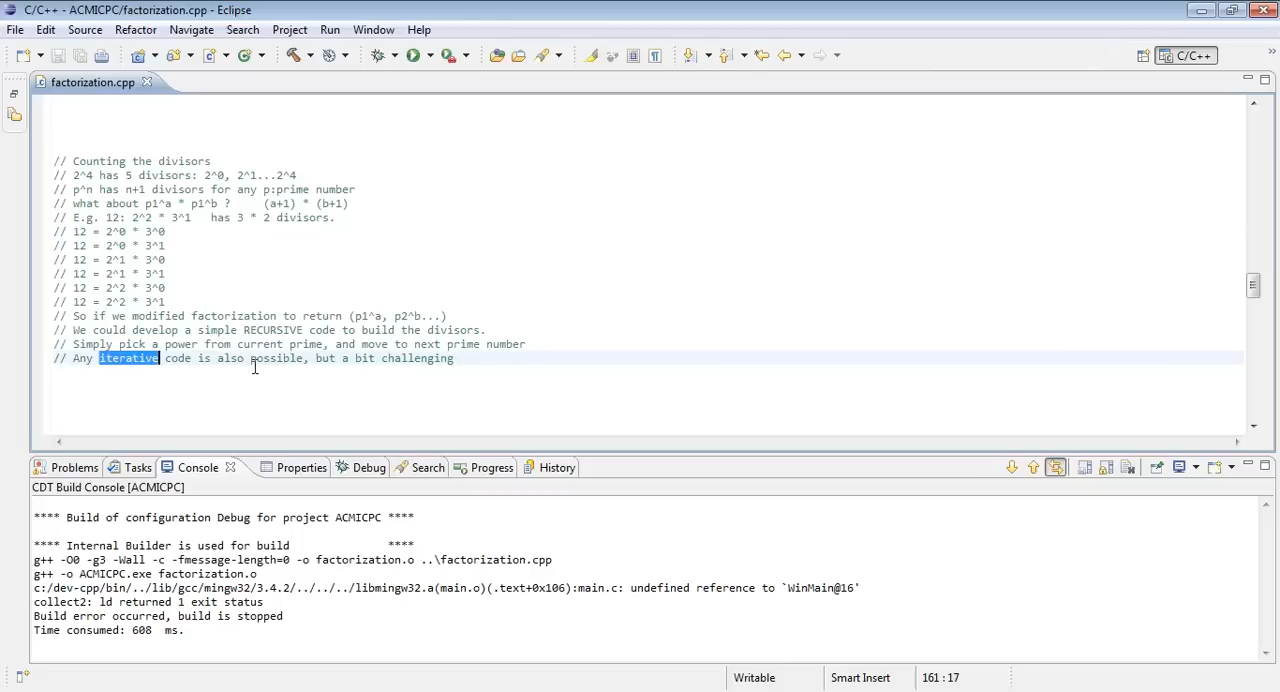 C/C++ - ACMICPC/factorization.cpp - Eclipse
File Edit Source Refactor Navigate Search Project Run Window Help
C/C++
factorization.cpp
// Counting the divisors
// 2^4 has 5 divisors: 2^0, 2^1...2^4
// p^n has n+1 divisors for any p:prime number
// what about p1^a * p1^b ?     (a+1) * (b+1)
// E.g. 12: 2^2 * 3^1   has 3 * 2 divisors.
// 12 = 2^0 * 3^0
// 12 = 2^0 * 3^1
// 12 = 2^1 * 3^0
// 12 = 2^1 * 3^1
// 12 = 2^2 * 3^0
// 12 = 2^2 * 3^1
// So if we modified factorization to return (p1^a, p2^b...)
// We could develop a simple RECURSIVE code to build the divisors.
// Simply pick a power from current prime, and move to next prime number
// Any iterative code is also possible, but a bit challenging
Problems Tasks Console Properties Debug Search Progress History
CDT Build Console [ACMICPC]
**** Build of configuration Debug for project ACMICPC ****
**** Internal Builder is used for build               ****
g++ -O0 -g3 -Wall -c -fmessage-length=0 -o factorization.o ..\factorization.cpp
g++ -o ACMICPC.exe factorization.o
c:/dev-cpp/bin/../lib/gcc/mingw32/3.4.2/../../../libmingw32.a(main.o)(.text+0x106):main.c: undefined reference to `WinMain@16'
collect2: ld returned 1 exit status
Build error occurred, build is stopped
Time consumed: 608  ms.
Writable Smart Insert 161 : 17